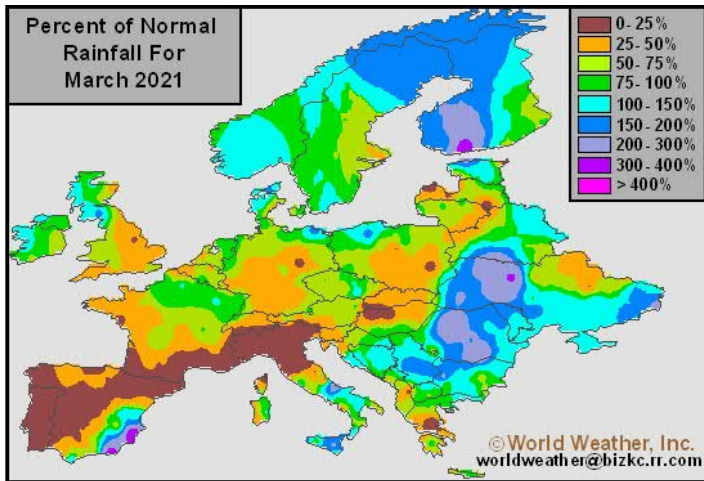 Percent of Normal
Rainfall For
March 2021
0- 25%
25- 50%
50- 75%
75- 100%
100 - 150%
150 - 200%
200 - 300%
300 - 400%
> 400%
©World Weather, Inc.
worldweather@bizkc.rr.com